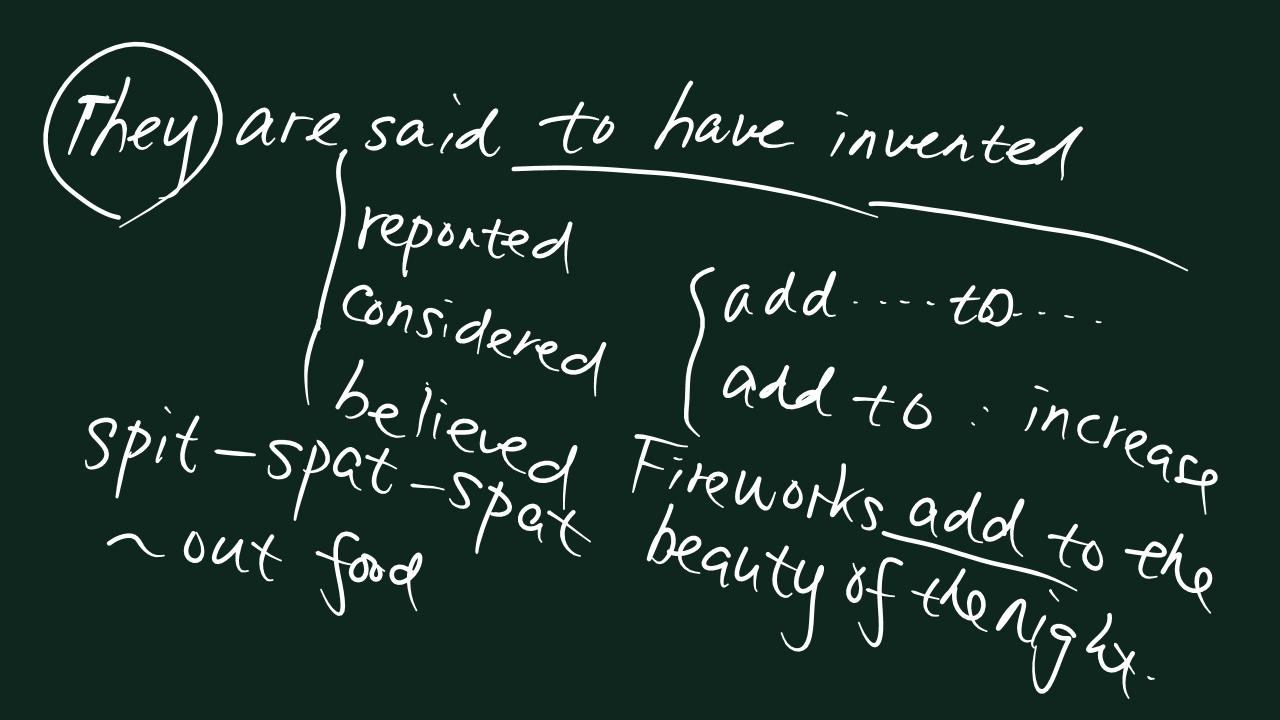 They are said to have invented
reported
considered
believed
add ..... to .....
add to : increase
Fireworks add to the
beauty of the night.
spit – spat – spat
~ out food